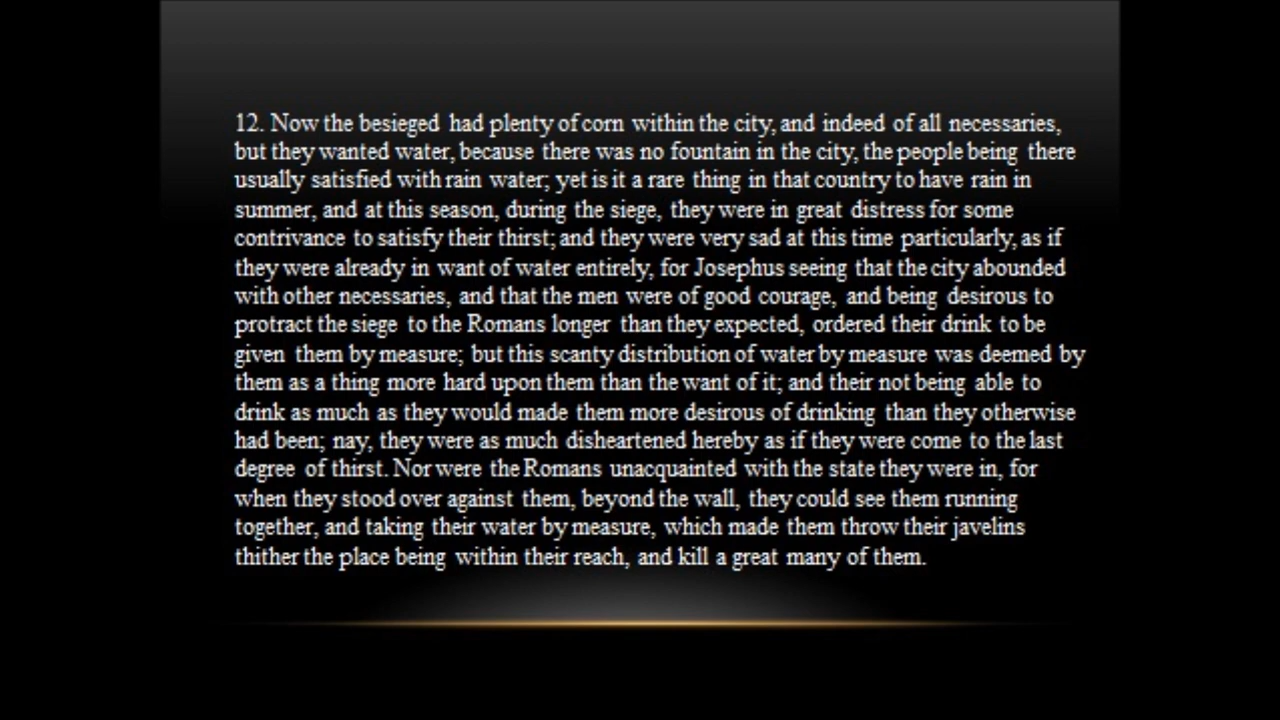 12. Now the besieged had plenty of corn within the city, and indeed of all necessaries,
but they wanted water, because there was no fountain in the city, the people being there
usually satisfied with rain water; yet is it a rare thing in that country to have rain in
summer, and at this season, during the siege, they were in great distress for some
contrivance to satisfy their thirst; and they were very sad at this time particularly, as if
they were already in want of water entirely, for Josephus seeing that the city abounded
with other necessaries, and that the men were of good courage, and being desirous to
protract the siege to the Romans longer than they expected, ordered their drink to be
given them by measure; but this scanty distribution of water by measure was deemed by
them as a thing more hard upon them than the want of it; and their not being able to
drink as much as they would made them more desirous of drinking than they otherwise
had been; nay, they were as much disheartened hereby as if they were come to the last
degree of thirst. Nor were the Romans unacquainted with the state they were in, for
when they stood over against them, beyond the wall, they could see them running
together, and taking their water by measure, which made them throw their javelins
thither the place being within their reach, and kill a great many of them.